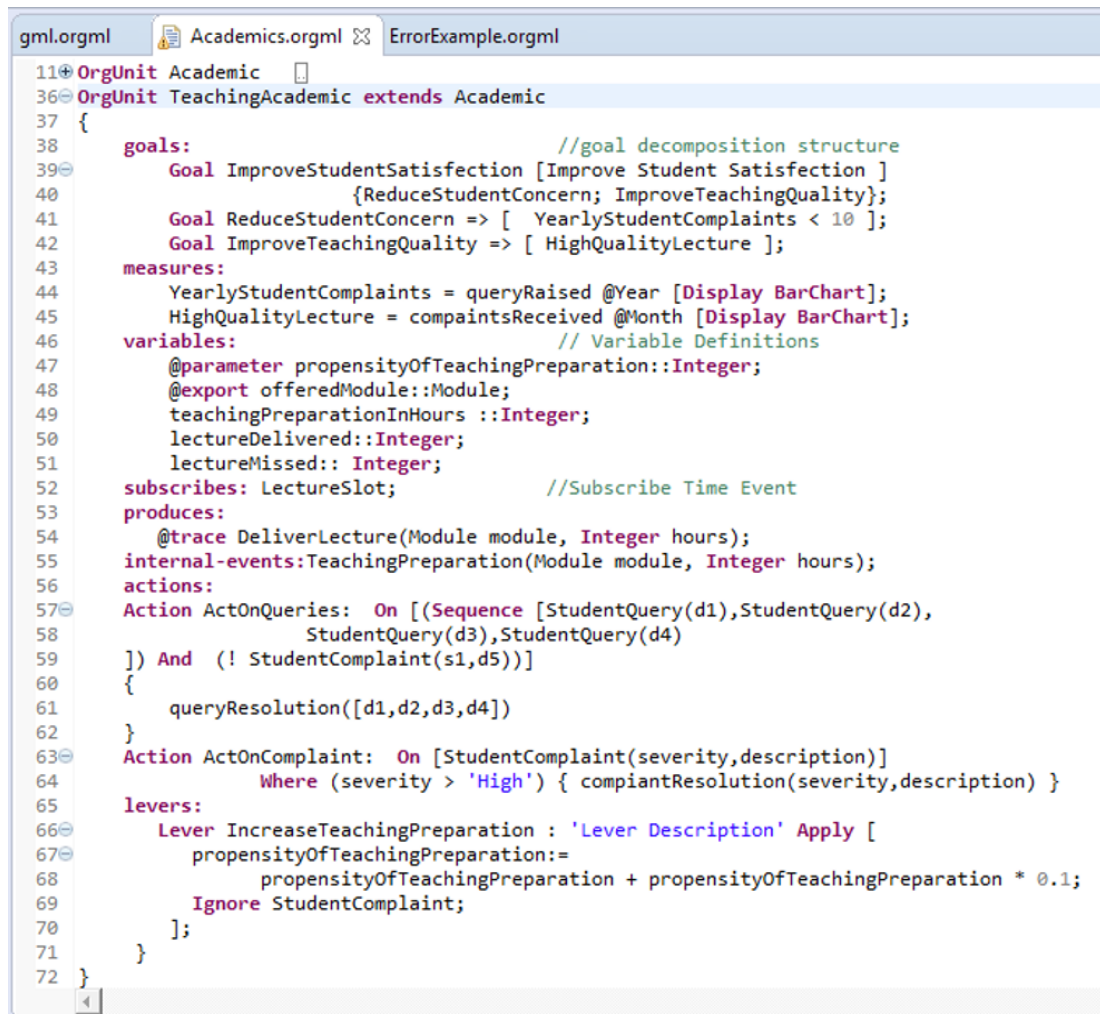 gml.orgml Academics.orgml ErrorExample.orgml
11 OrgUnit Academic
36 OrgUnit TeachingAcademic extends Academic
37 {
38 goals: //goal decomposition structure
39 Goal ImproveStudentSatisfaction [Improve Student Satisfaction ]
40 {ReduceStudentConcern; ImproveTeachingQuality};
41 Goal ReduceStudentConcern => [ YearlyStudentComplaints < 10 ];
42 Goal ImproveTeachingQuality => [ HighQualityLecture ];
43 measures:
44 YearlyStudentComplaints = queryRaised @Year [Display BarChart];
45 HighQualityLecture = compaintsReceived @Month [Display BarChart];
46 variables: // Variable Definitions
47 @parameter propensityOfTeachingPreparation::Integer;
48 @export offeredModule::Module;
49 teachingPreparationInHours ::Integer;
50 lectureDelivered::Integer;
51 lectureMissed:: Integer;
52 subscribes: LectureSlot; //Subscribe Time Event
53 produces:
54 @trace DeliverLecture(Module module, Integer hours);
55 internal-events:TeachingPreparation(Module module, Integer hours);
56 actions:
57 Action ActOnQueries: On [(Sequence [StudentQuery(d1),StudentQuery(d2),
58 StudentQuery(d3),StudentQuery(d4)
59 ]) And (! StudentComplaint(s1,d5))]
60 {
61 queryResolution([d1,d2,d3,d4])
62 }
63 Action ActOnComplaint: On [StudentComplaint(severity,description)]
64 Where (severity > 'High') { compiantResolution(severity,description) }
65 levers:
66 Lever IncreaseTeachingPreparation : 'Lever Description' Apply [
67 propensityOfTeachingPreparation:=
68 propensityOfTeachingPreparation + propensityOfTeachingPreparation * 0.1;
69 Ignore StudentComplaint;
70 ];
71 }
72 }